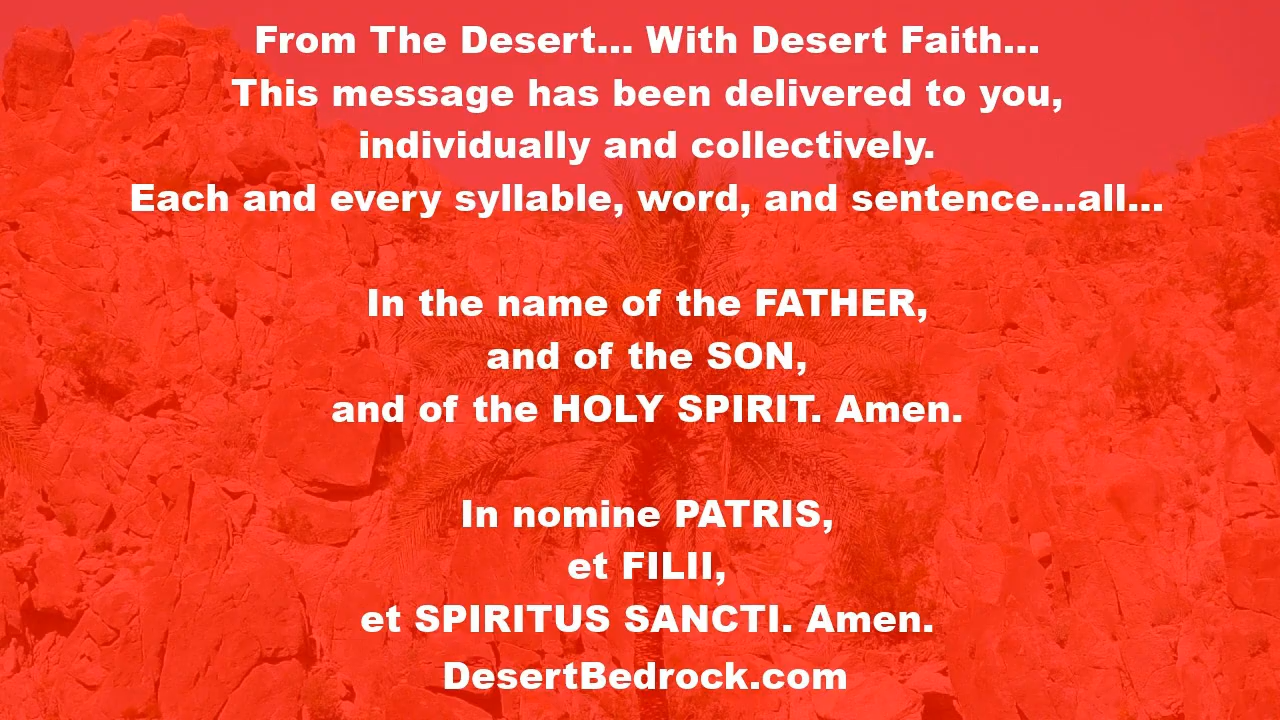 From The Desert... With Desert Faith...
This message has been delivered to you,
individually and collectively.
Each and every syllable, word, and sentence...all...
In the name of the FATHER,
and of the SON,
and of the HOLY SPIRIT. Amen.
In nomine PATRIS,
et FILII,
et SPIRITUS SANCTI. Amen.
DesertBedrock.com